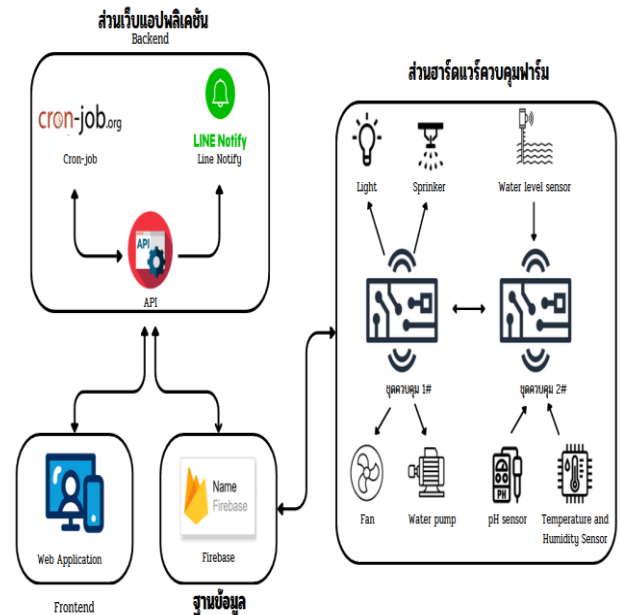 ส่วนเว็บแอปพลิเคชัน
Backend
cron-job.org
Cron-job
LINE Notify
Line Notify
API
API
Web Application
Frontend
Name
Firebase
Firebase
ฐานข้อมูล
ส่วนฮาร์ดแวร์ควบคุมฟาร์ม
Light
Sprinker
Water level sensor
ชุดควบคุม 1#
ชุดควบคุม 2#
Fan
Water pump
PH
pH sensor
Temperature and
Humidity Sensor